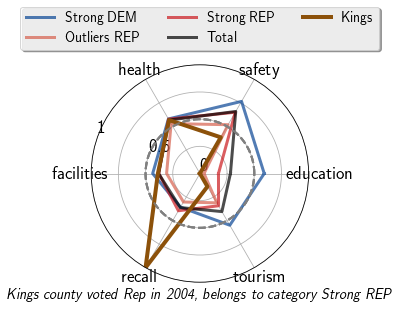 Strong DEM
Strong REP
Kings
Outliers REP
Total
health
safety
1
0.5
0
facilities
education
recall
tourism
Kings county voted Rep in 2004, belongs to category Strong REP